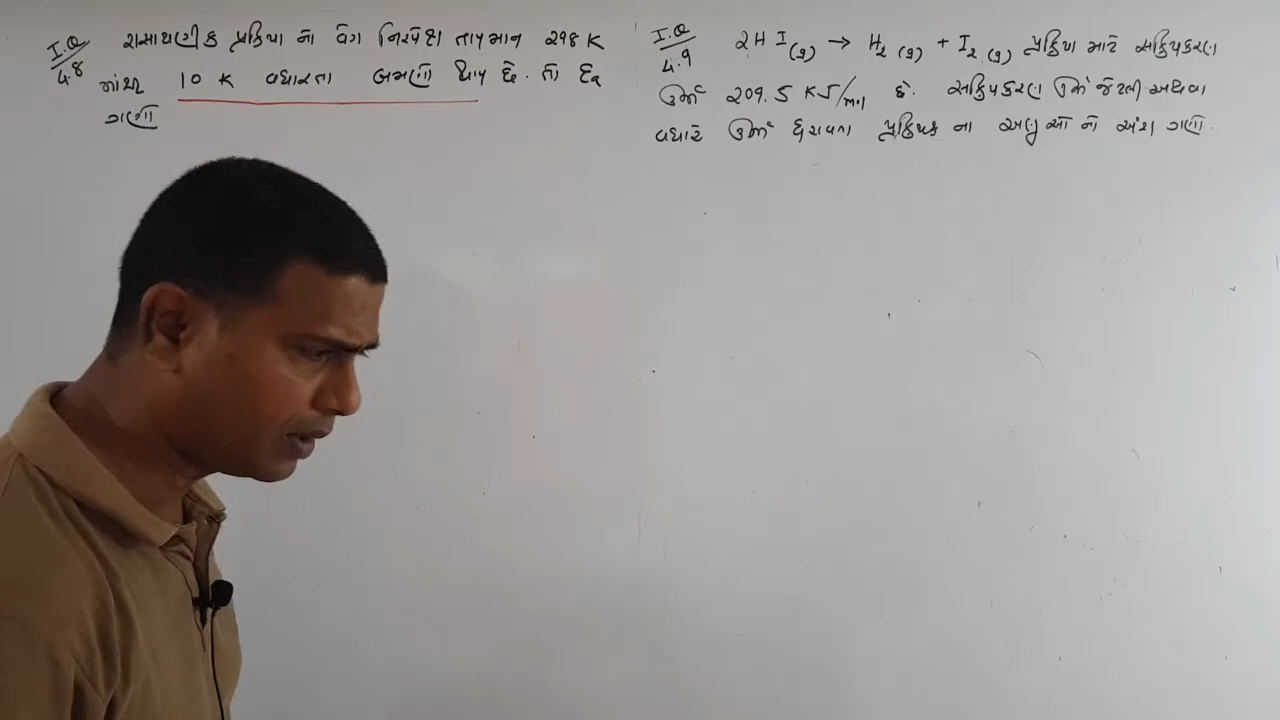 I.Q 4.8 રાસાયણીક પ્રક્રિયા નો વેગ નિરપેક્ષ તાપમાન 298 K
માંથી 10 K વધારતા બમણો થાય છે. તો Ea
ગણો
I.Q 4.9 2HI(g) → H2(g) + I2(g) પ્રક્રિયા માટે સક્રિયકરણ
ઉર્જા 209.5 KJ/mol છે. સક્રિયકરણ ઉર્જા જેટલી અથવા
વધારે ઉર્જા ધરાવતા પ્રક્રિયક ના અણુઓ નો અંશ ગણો.